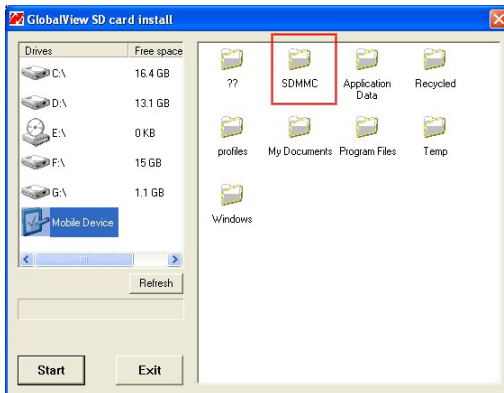 GlobalView SD card install
Drives Free space
C:\ 16.4 GB
D:\ 13.1 GB
E:\ 0 KB
F:\ 15 GB
G:\ 1.1 GB
Mobile Device
Refresh
Start Exit
?? SDMMC Application Data Recycled
profiles My Documents Program Files Temp
Windows